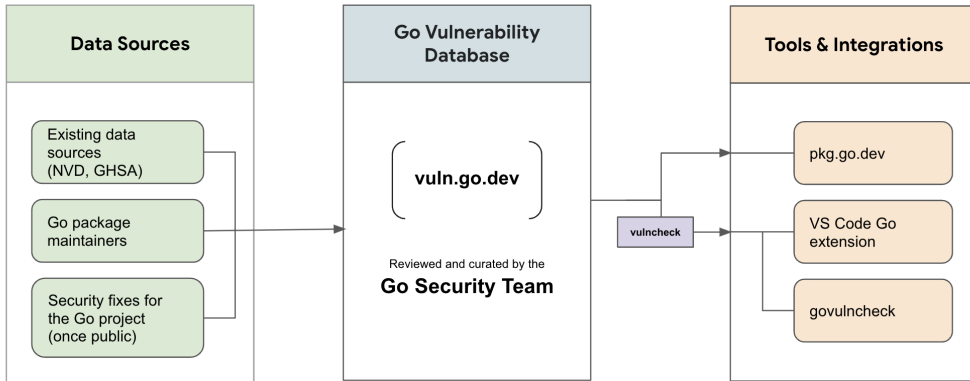 Data Sources
Existing data
sources
(NVD, GHSA)
Go package
maintainers
Security fixes for
the Go project
(once public)
Go Vulnerability
Database
vuln.go.dev
Reviewed and curated by the
Go Security Team
vulncheck
Tools & Integrations
pkg.go.dev
VS Code Go
extension
govulncheck